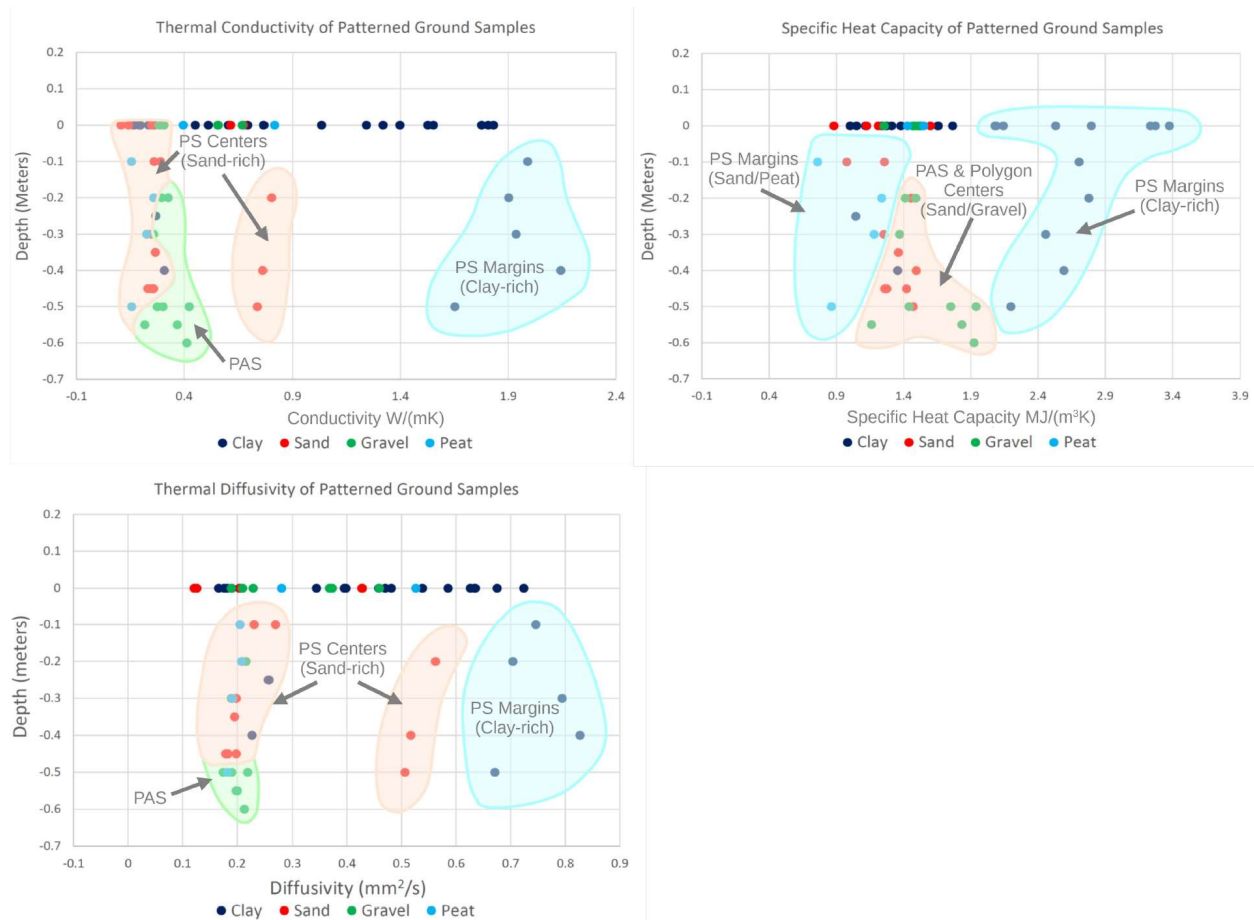 Thermal Conductivity of Patterned Ground Samples
0.2
0.1
0
-0.1
-0.2
-0.3
-0.4
-0.5
-0.6
-0.7
Depth (Meters)
PS Centers
(Sand-rich)
PS Margins
(Clay-rich)
PAS
-0.1
0.4
0.9
1.4
1.9
2.4
Conductivity W/(mK)
Clay
Sand
Gravel
Peat
Specific Heat Capacity of Patterned Ground Samples
0.2
0.1
0
-0.1
-0.2
-0.3
-0.4
-0.5
-0.6
-0.7
Depth (Meters)
PS Margins
(Sand/Peat)
PAS & Polygon
Centers
(Sand/Gravel)
PS Margins
(Clay-rich)
-0.1
0.4
0.9
1.4
1.9
2.4
2.9
3.4
3.9
Specific Heat Capacity MJ/(m³K)
Clay
Sand
Gravel
Peat
Thermal Diffusivity of Patterned Ground Samples
0.2
0.1
0
-0.1
-0.2
-0.3
-0.4
-0.5
-0.6
-0.7
Depth (meters)
PS Centers
(Sand-rich)
PS Margins
(Clay-rich)
PAS
-0.1
0
0.1
0.2
0.3
0.4
0.5
0.6
0.7
0.8
0.9
Diffusivity (mm²/s)
Clay
Sand
Gravel
Peat